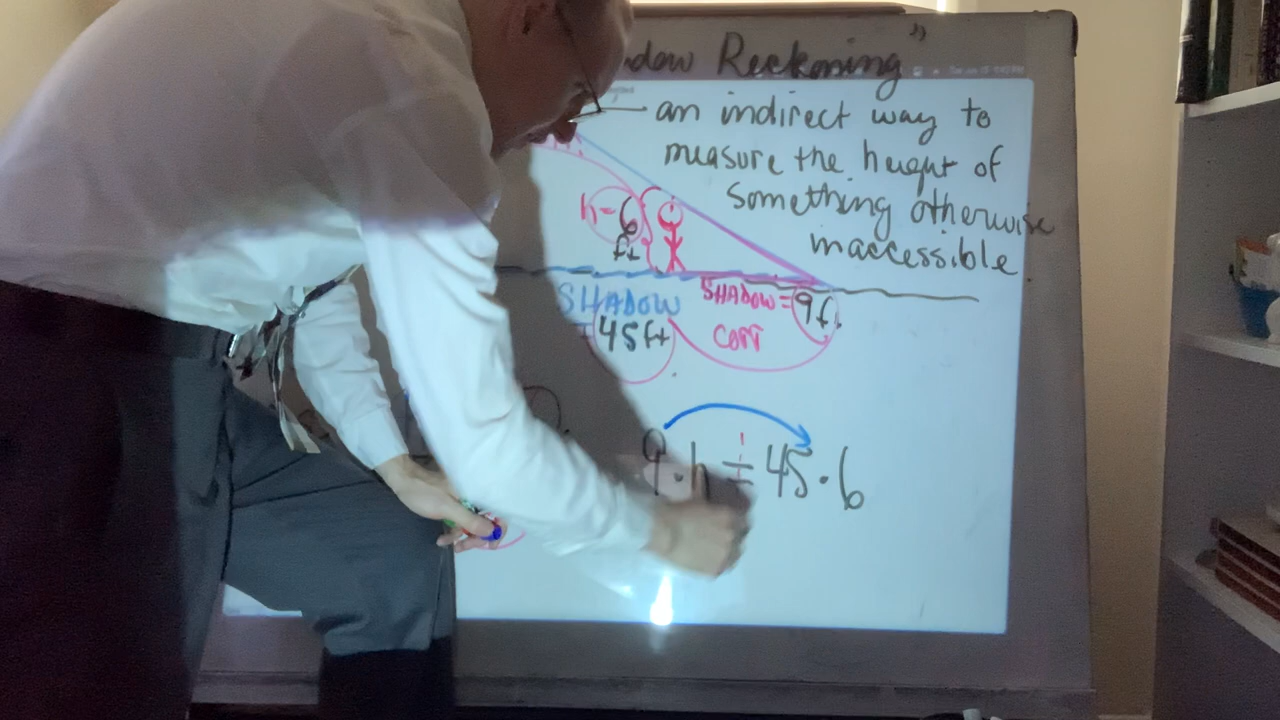 dow Reckoning"
— an indirect way to
measure the height of
something otherwise
inaccessible.
h = 6
ft
SHADOW
= 45ft
SHADOW = 9f.
corr
9 · h = 45 · 6